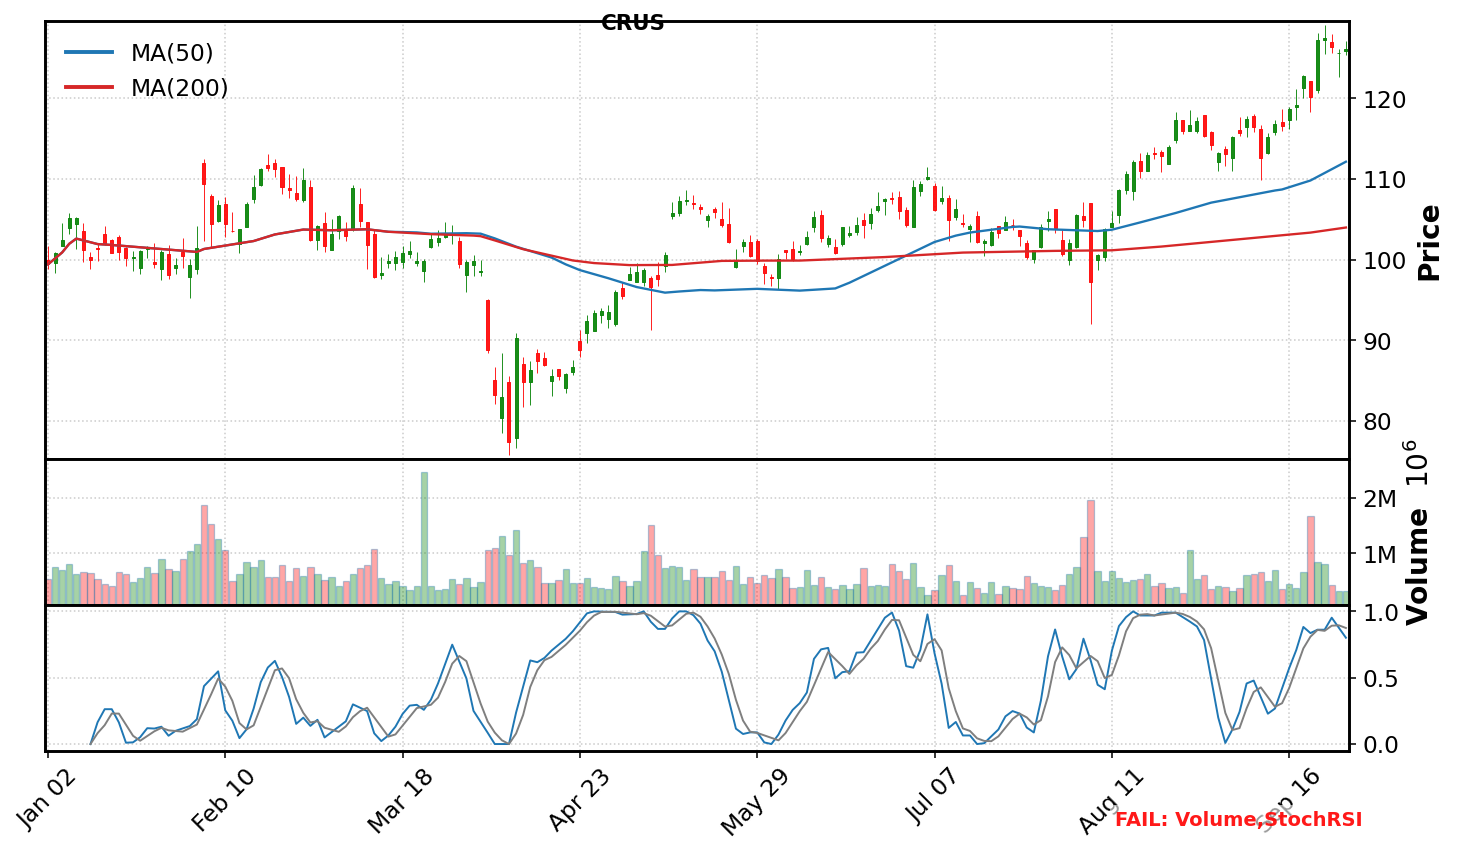 CRUS
MA(50)
MA(200)
120
110
100
90
80
Price
2M
1M
Volume 10^6
1.0
0.5
0.0
Jan 02
Feb 10
Mar 18
Apr 23
May 29
Jul 07
Aug 11
Sep 16
FAIL: Volume,StochRSI